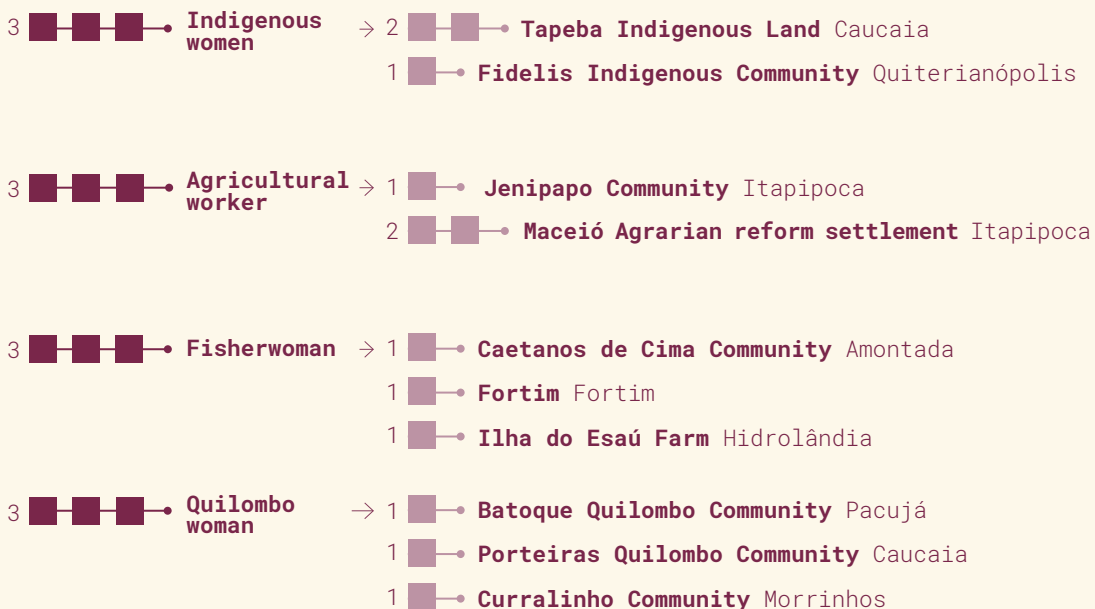 3 Indigenous women → 2 Tapeba Indigenous Land Caucaia
1 Fidelis Indigenous Community Quiterianópolis
3 Agricultural worker → 1 Jenipapo Community Itapipoca
2 Maceió Agrarian reform settlement Itapipoca
3 Fisherwoman → 1 Caetanos de Cima Community Amontada
1 Fortim Fortim
1 Ilha do Esaú Farm Hidrolândia
3 Quilombo woman → 1 Batoque Quilombo Community Pacujá
1 Porteiras Quilombo Community Caucaia
1 Curralinho Community Morrinhos